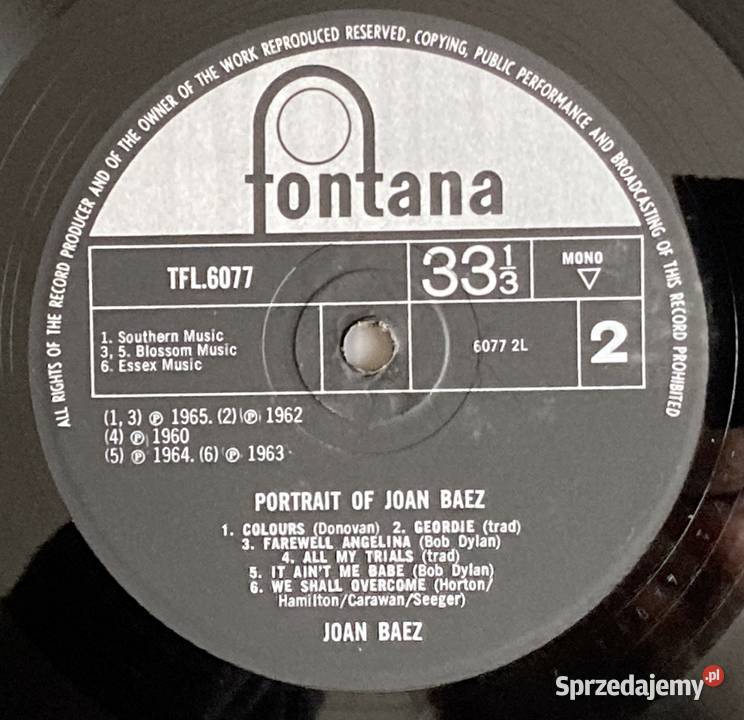 ALL RIGHTS OF THE RECORD PRODUCER AND OF THE OWNER OF THE WORK REPRODUCED RESERVED. COPYING, PUBLIC PERFORMANCE AND BROADCASTING OF THIS RECORD PROHIBITED
fontana
TFL.6077
33⅓
MONO
1. Southern Music
3, 5. Blossom Music
6. Essex Music
6077 2L
2
(1, 3) ℗ 1965. (2) ℗ 1962
(4) ℗ 1960
(5) ℗ 1964. (6) ℗ 1963
PORTRAIT OF JOAN BAEZ
1. COLOURS (Donovan) 2. GEORDIE (trad)
3. FAREWELL ANGELINA (Bob Dylan)
4. ALL MY TRIALS (trad)
5. IT AIN'T ME BABE (Bob Dylan)
6. WE SHALL OVERCOME (Horton/
Hamilton/Carawan/Seeger)
JOAN BAEZ
Sprzedajemy.pl